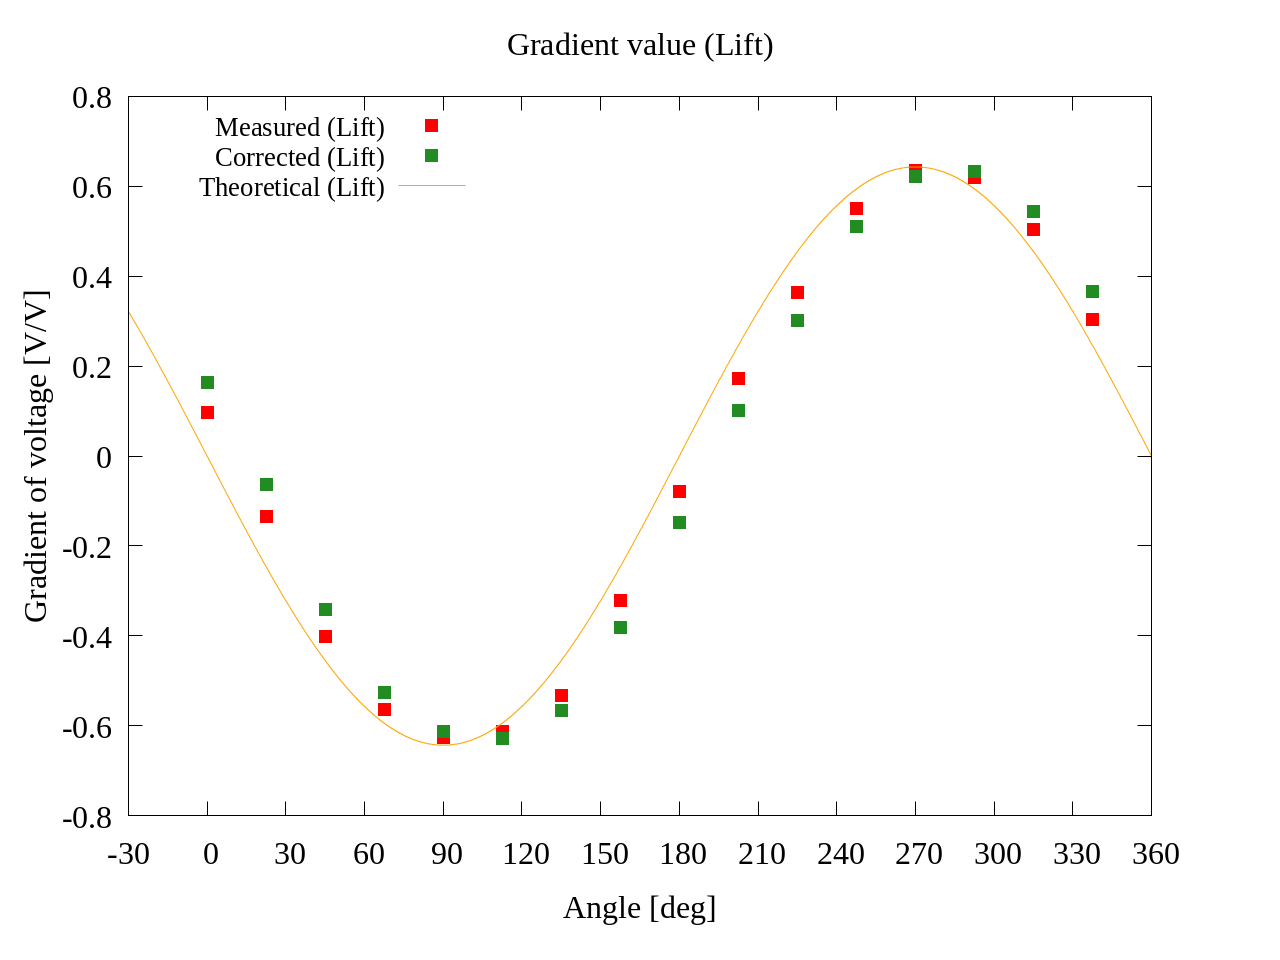 Gradient value (Lift)
0.8
0.6
0.4
0.2
0
-0.2
-0.4
-0.6
-0.8
Measured (Lift)
Corrected (Lift)
Theoretical (Lift)
Gradient of voltage [V/V]
-30 0 30 60 90 120 150 180 210 240 270 300 330 360
Angle [deg]